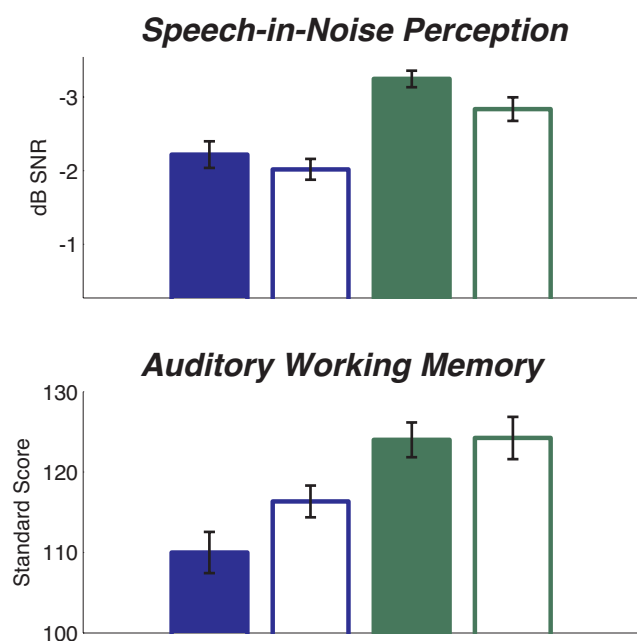 Speech-in-Noise Perception
-3
-2
-1
dB SNR
Auditory Working Memory
130
120
110
100
Standard Score